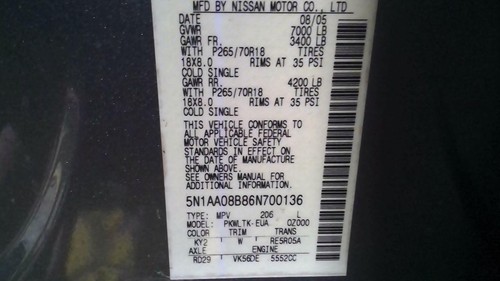 MFD BY NISSAN MOTOR CO., LTD
DATE 08/05
GVWR 7000 LB
GAWR FR. 3400 LB
WITH P265/70R18 TIRES
18X8.0 RIMS AT 35 PSI
COLD SINGLE
GAWR RR. 4200 LB
WITH P265/70R18 TIRES
18X8.0 RIMS AT 35 PSI
COLD SINGLE
THIS VEHICLE CONFORMS TO
ALL APPLICABLE FEDERAL
MOTOR VEHICLE SAFETY
STANDARDS IN EFFECT ON
THE DATE OF MANUFACTURE
SHOWN ABOVE.
SEE OWNERS MANUAL FOR
ADDITIONAL INFORMATION.
5N1AA08B86N700136
TYPE: MPV 206 L
MODEL: PKWLTK-EUA 0Z000
COLOR TRIM TRANS
KY2 W RE5R05A
AXLE ENGINE
RD29 VK56DE 5552CC